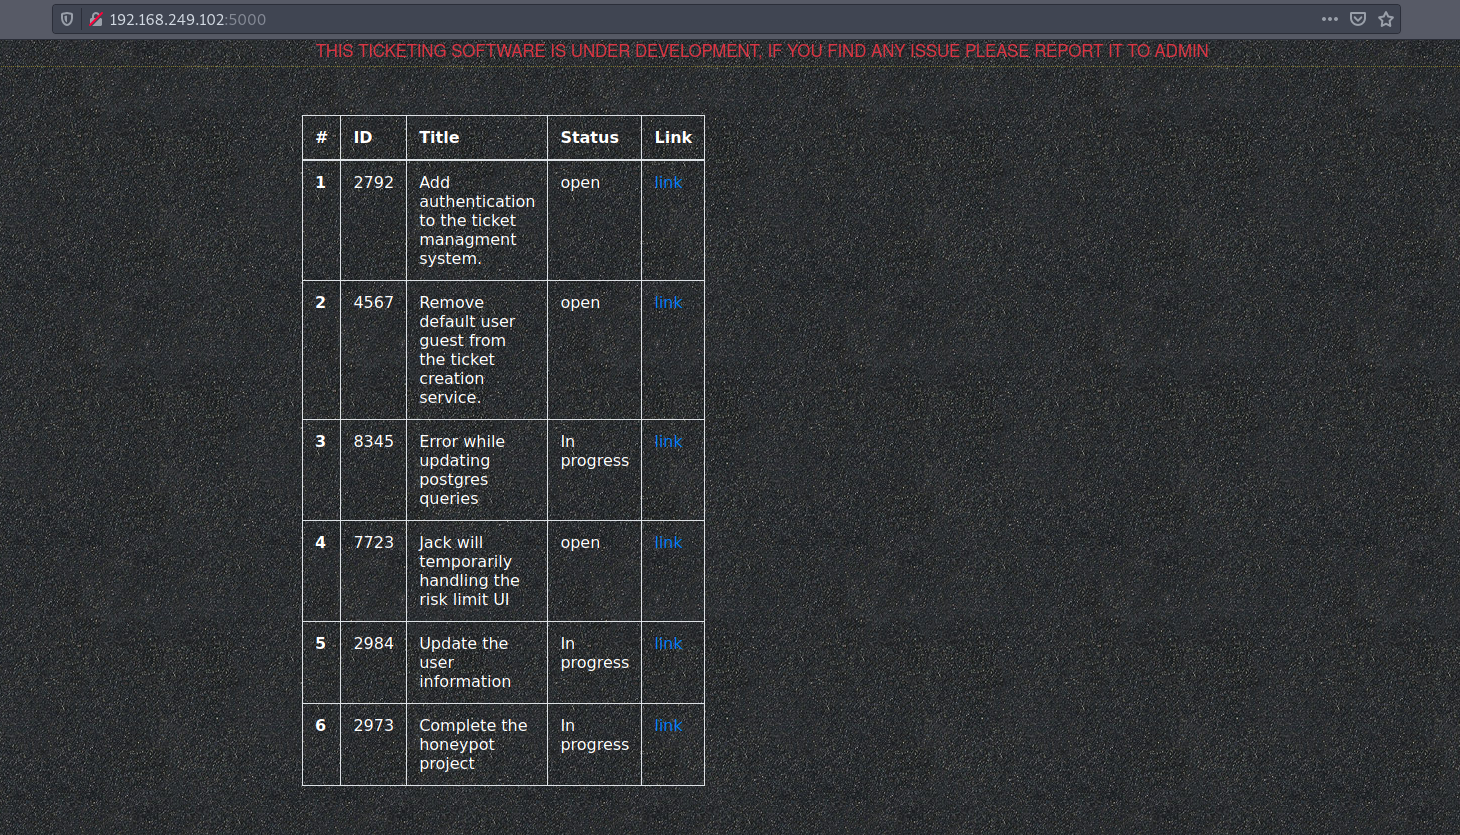 192.168.249.102:5000
THIS TICKETING SOFTWARE IS UNDER DEVELOPMENT, IF YOU FIND ANY ISSUE PLEASE REPORT IT TO ADMIN
# ID Title Status Link
1 2792 Add open link
authentication
to the ticket
managment
system.
2 4567 Remove open link
default user
guest from
the ticket
creation
service.
3 8345 Error while In link
updating progress
postgres
queries
4 7723 Jack will open link
temporarily
handling the
risk limit UI
5 2984 Update the In link
user progress
information
6 2973 Complete the In link
honeypot progress
project